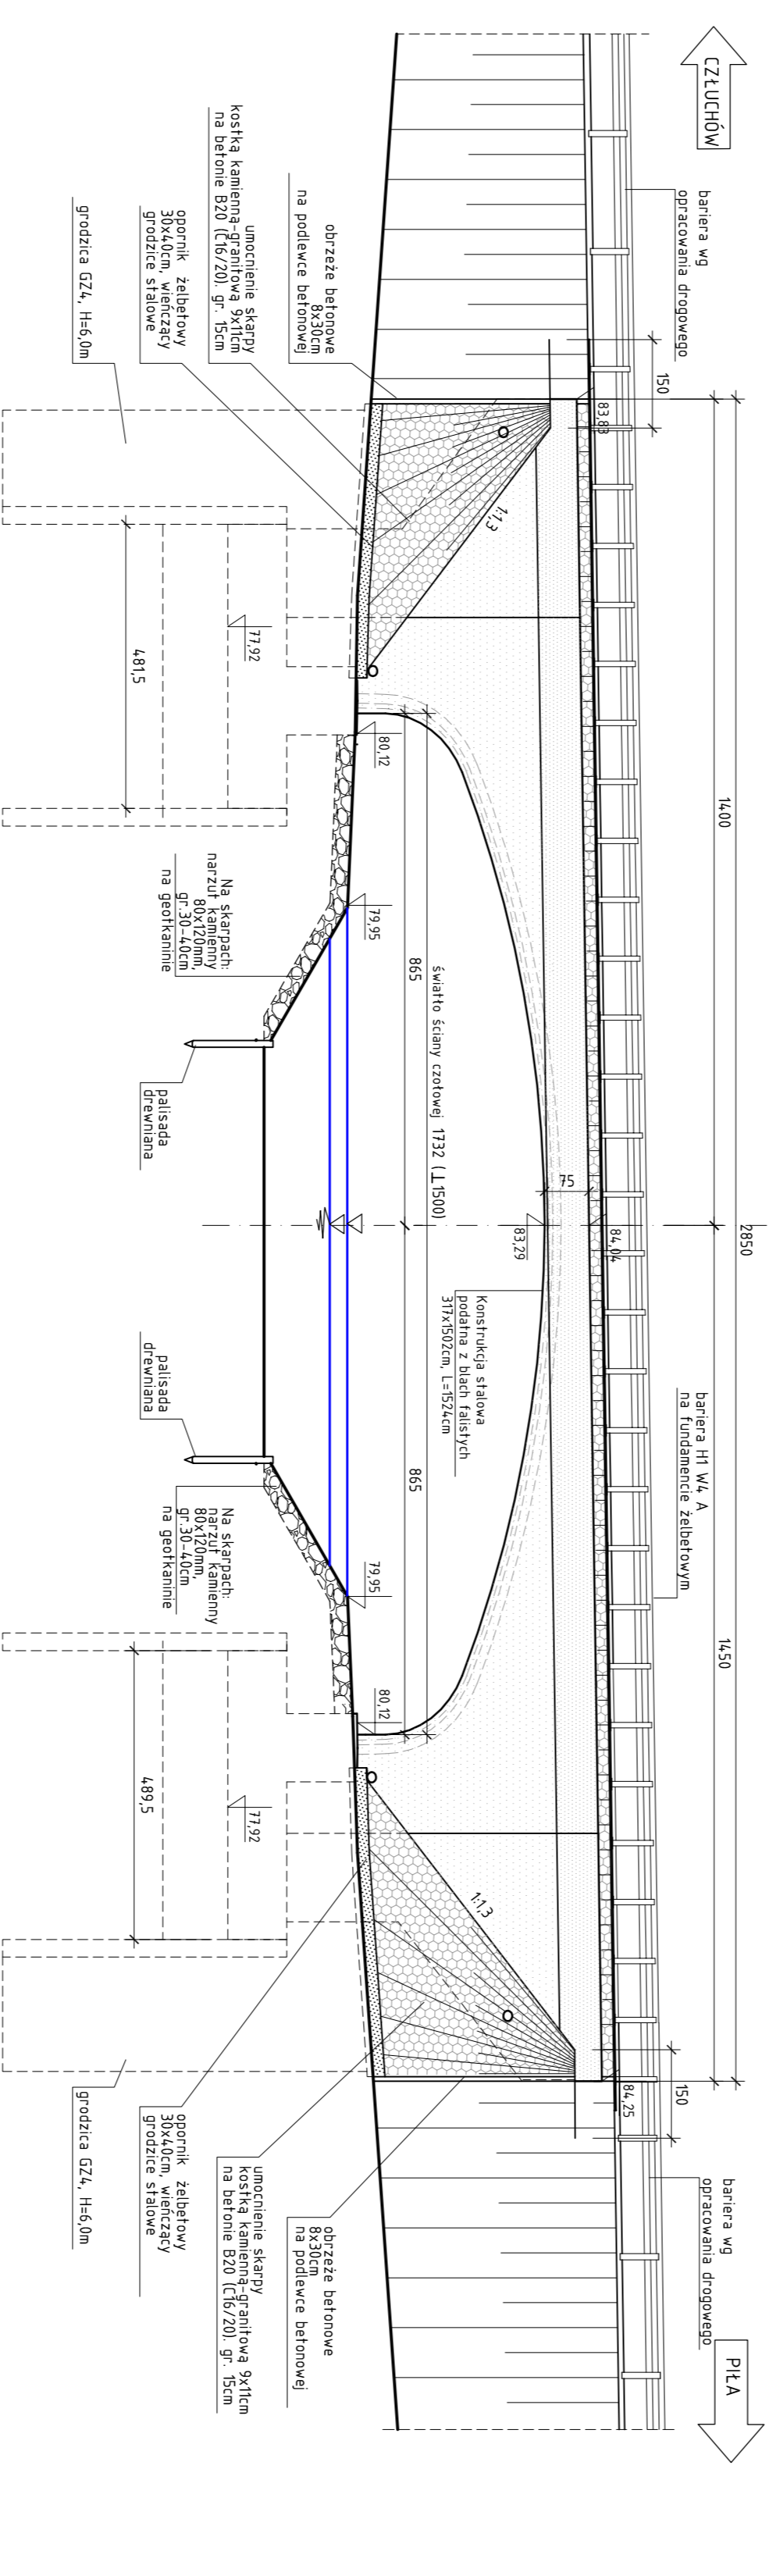 CZŁUCHÓW
bariera wg
opracowania drogowego
150
83,83
1400
2850
obrzeże betonowe
8x30cm
na podlewce betonowej
umocnienie skarpy
kostką kamienną-granitową 9x11cm
na betonie B20 (C16/20). gr. 15cm
opornik żelbetowy
30x40cm, wieńczący
grodzice stalowe
grodzica GZ4, H=6,0m
1:1,3
77,92
481,5
80,12
79,95
865
światło ściany czołowej 1732 (⊥1500)
Na skarpach:
narzut kamienny
80x120mm,
gr.30-40cm
na geotkaninie
palisada
drewniana
75
83,29
84,04
Konstrukcja stalowa
podatna z blach falistych
317x1502cm, L=1524cm
bariera H1 W4 A
na fundamencie żelbetowym
1450
865
palisada
drewniana
Na skarpach:
narzut kamienny
80x120mm,
gr.30-40cm
na geotkaninie
79,95
80,12
77,92
489,5
1:1,3
84,25
150
bariera wg
opracowania drogowego
PIŁA
obrzeże betonowe
8x30cm
na podlewce betonowej
umocnienie skarpy
kostką kamienną-granitową 9x11cm
na betonie B20 (C16/20). gr. 15cm
opornik żelbetowy
30x40cm, wieńczący
grodzice stalowe
grodzica GZ4, H=6,0m